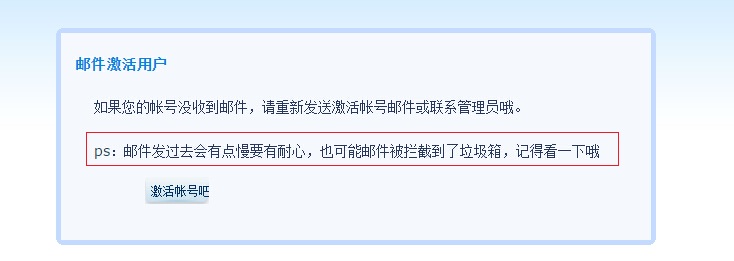 邮件激活用户
如果您的帐号没收到邮件，请重新发送激活帐号邮件或联系管理员哦。
ps：邮件发过去会有点慢要有耐心，也可能邮件被拦截到了垃圾箱，记得看一下哦
激活帐号吧